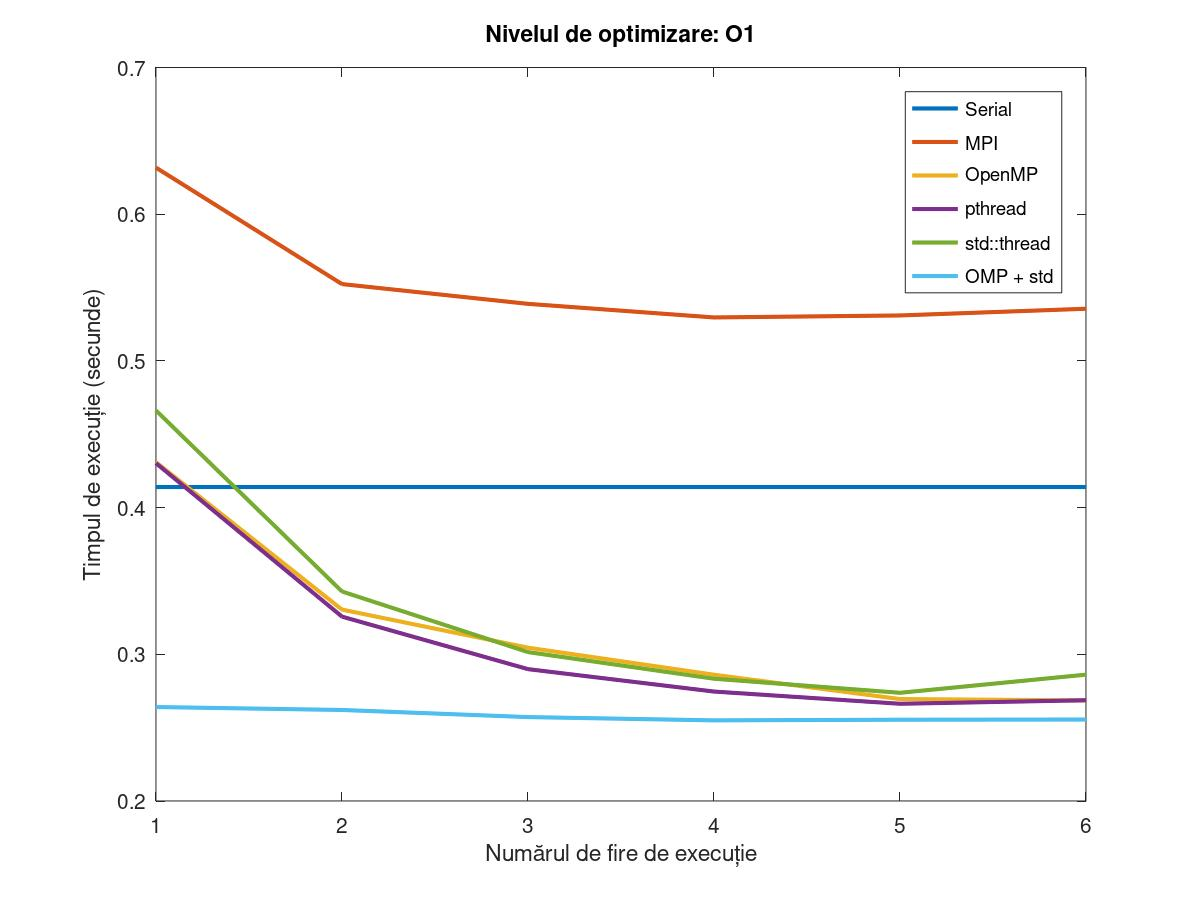 Nivelul de optimizare: O1
0.7
0.6
0.5
0.4
0.3
0.2
Timpul de execuție (secunde)
Serial
MPI
OpenMP
pthread
std::thread
OMP + std
1 2 3 4 5 6
Numărul de fire de execuție